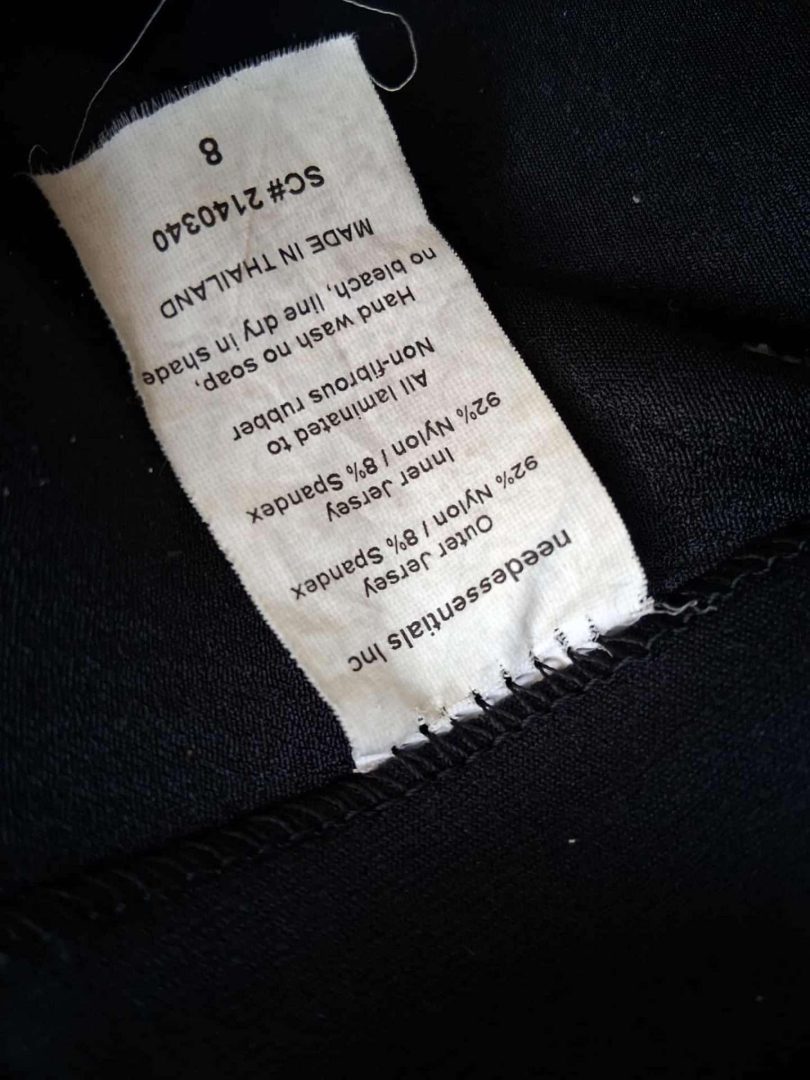 needessentials Inc
Outer Jersey
92% Nylon / 8% Spandex
Inner Jersey
92% Nylon / 8% Spandex
All laminated to
Non-fibrous rubber
Hand wash no soap,
no bleach, line dry in shade
MADE IN THAILAND
SC# 2140340
8